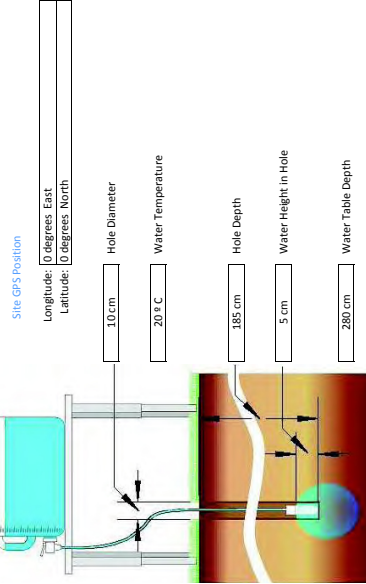 Site GPS Position
Longitude: 0 degrees East
Latitude: 0 degrees North
10 cm Hole Diameter
20 º C Water Temperature
185 cm Hole Depth
5 cm Water Height in Hole
280 cm Water Table Depth